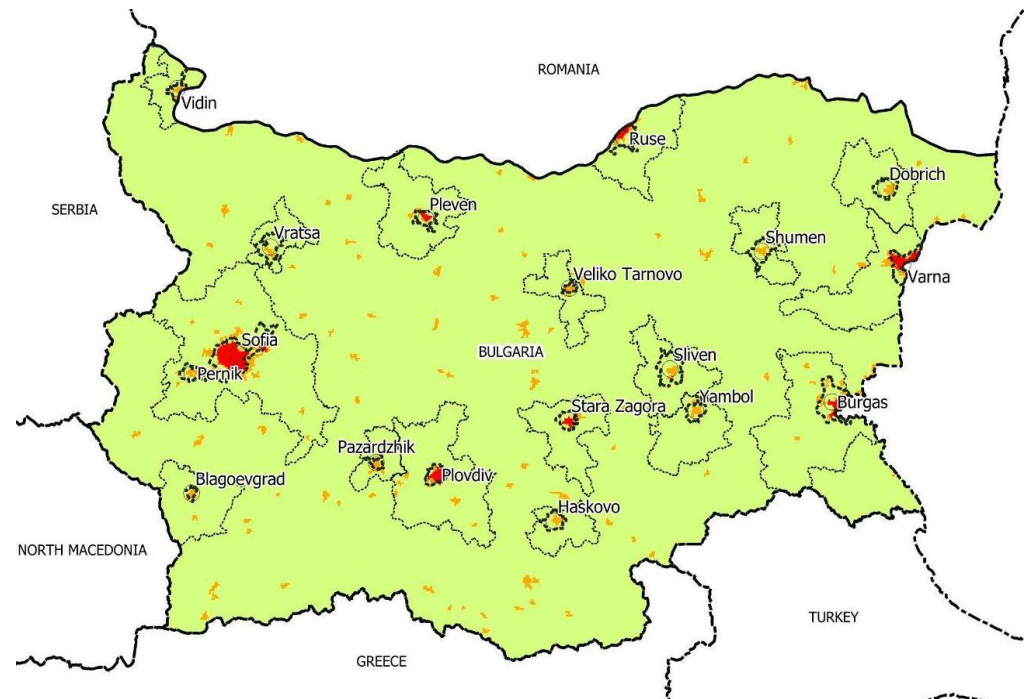 ROMANIA
Vidin
Ruse
Dobrich
SERBIA
Pleven
Vratsa
Shumen
Veliko Tarnovo
Varna
Sofia
BULGARIA
Sliven
Pernik
Yambol
Burgas
Stara Zagora
Pazardzhik
Plovdiv
Blagoevgrad
Haskovo
NORTH MACEDONIA
TURKEY
GREECE